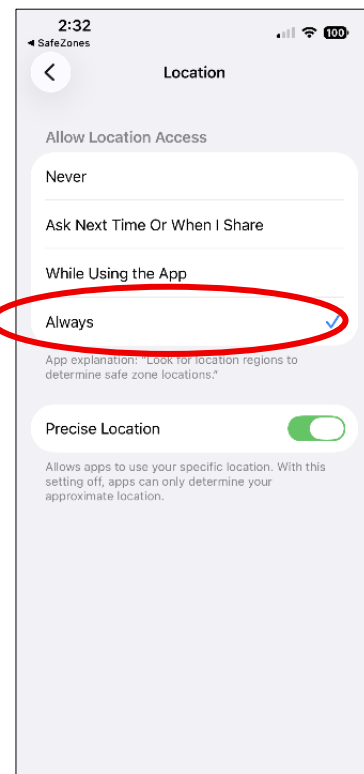 2:32
100
◀ SafeZones
Location
Allow Location Access
Never
Ask Next Time Or When I Share
While Using the App
Always
App explanation: “Look for location regions to
determine safe zone locations.”
Precise Location
Allows apps to use your specific location. With this
setting off, apps can only determine your
approximate location.